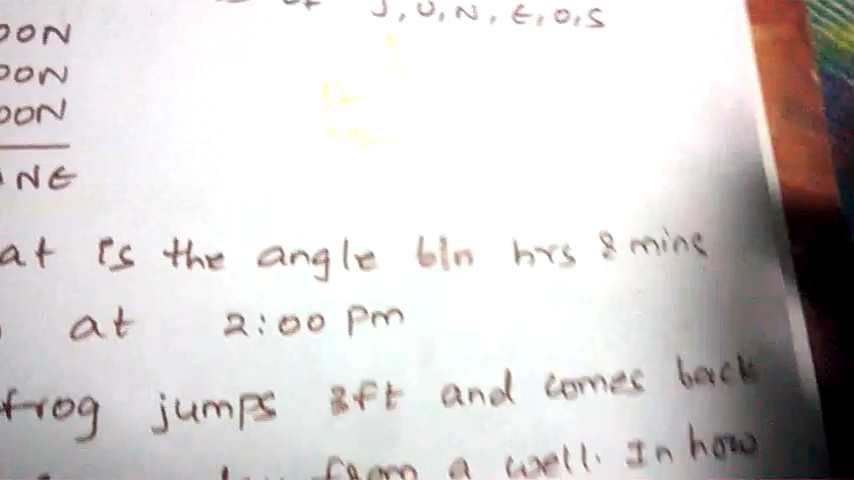 J, U, N, E, O, S
OON
OON
OON
NE
at is the angle b/n hrs & mins
at 2:00 Pm
frog jumps 3ft and comes back
from a well. In how